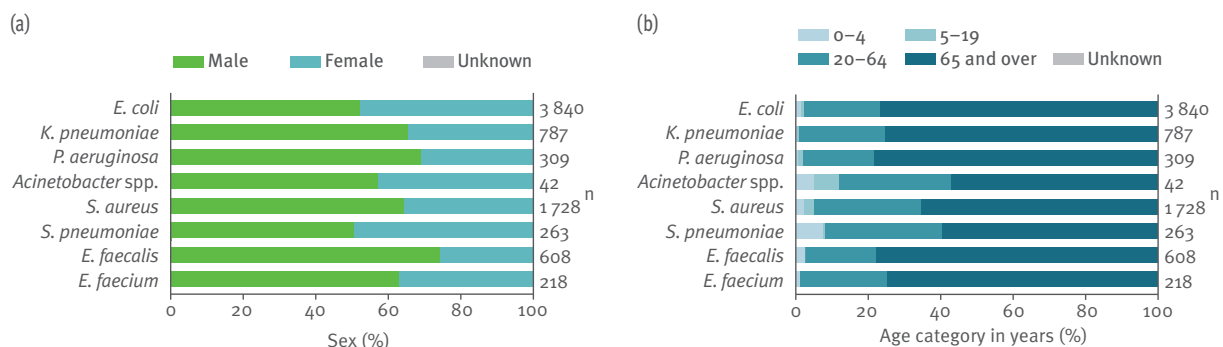 (a)
Male Female Unknown
E. coli 3 840
K. pneumoniae 787
P. aeruginosa 309
Acinetobacter spp. 42
n
S. aureus 1 728
S. pneumoniae 263
E. faecalis 608
E. faecium 218
0 20 40 60 80 100
Sex (%)
(b)
0–4 5–19
20–64 65 and over Unknown
E. coli 3 840
K. pneumoniae 787
P. aeruginosa 309
Acinetobacter spp. 42
n
S. aureus 1 728
S. pneumoniae 263
E. faecalis 608
E. faecium 218
0 20 40 60 80 100
Age category in years (%)